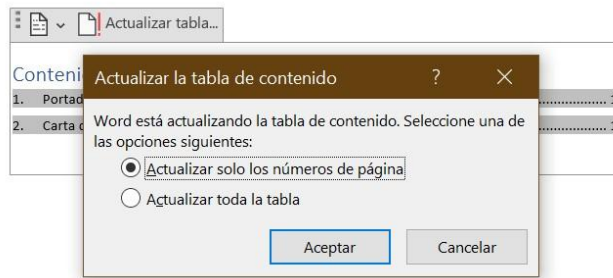 Actualizar tabla...
Actualizar la tabla de contenido ? ×
1. Portad
2. Carta
Word está actualizando la tabla de contenido. Seleccione una de
las opciones siguientes:
Actualizar solo los números de página
Actualizar toda la tabla
Aceptar Cancelar